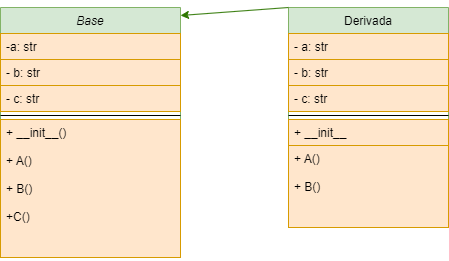 Base
-a: str
- b: str
- c: str
+ __init__()
+ A()
+ B()
+C()
Derivada
- a: str
- b: str
- c: str
+ __init__
+ A()
+ B()